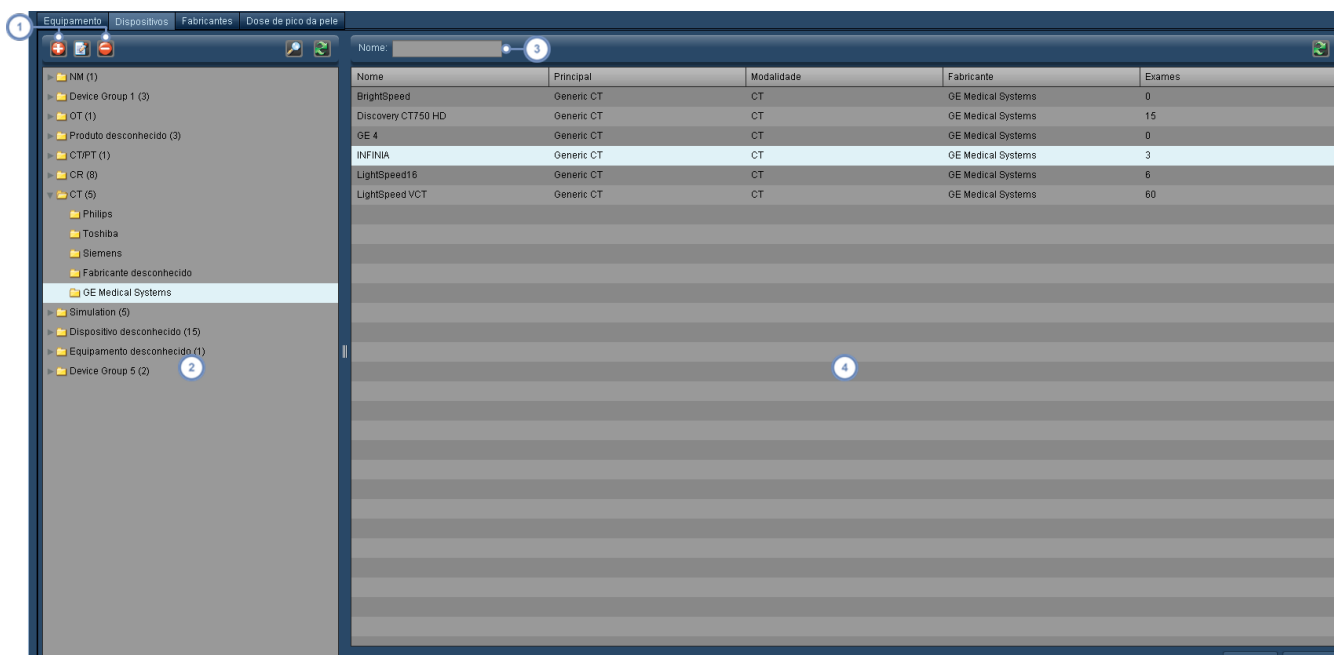 1
Equipamento Dispositivos Fabricantes Dose de pico da pele
Nome: 3
NM (1)
Device Group 1 (3)
OT (1)
Produto desconhecido (3)
CT/PT (1)
CR (8)
CT (5)
Philips
Toshiba
Siemens
Fabricante desconhecido
GE Medical Systems
Simulation (5)
Dispositivo desconhecido (15)
Equipamento desconhecido (1)
Device Group 5 (2)
2
Nome Principal Modalidade Fabricante Exames
BrightSpeed Generic CT CT GE Medical Systems 0
Discovery CT750 HD Generic CT CT GE Medical Systems 15
GE 4 Generic CT CT GE Medical Systems 0
INFINIA Generic CT CT GE Medical Systems 3
LightSpeed16 Generic CT CT GE Medical Systems 6
LightSpeed VCT Generic CT CT GE Medical Systems 60
4